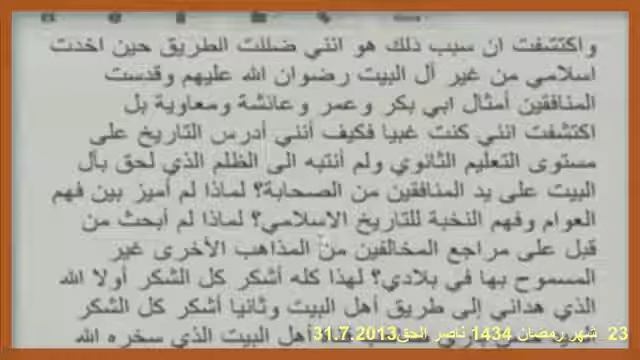 واكتشفت ان سبب ذلك هو انني ضللت الطريق حين اخذت
اسلامي من غير آل البيت رضوان الله عليهم وقدست
المنافقين أمثال ابي بكر وعمر وعائشة ومعاوية بل
اكتشفت انني كنت غبيا فكيف أنني أدرس التاريخ على
مستوى التعليم الثانوي ولم أنتبه الى الظلم الذي لحق بآل
البيت على يد المنافقين من الصحابة؟ لماذا لم أميز بين فهم
العوام وفهم النخبة للتاريخ الاسلامي؟ لماذا لم أبحث من
قبل على مراجع المخالفين من المذاهب الأخرى غير
المسموح بها في بلادي؟ لهذا كله أشكر كل الشكر أولا الله
الذي هداني إلى طريق أهل البيت وثانيا أشكر كل الشكر
أهل البيت الذي سخره الله
23 شهر رمضان 1434 ناصر الحق31.7.2013